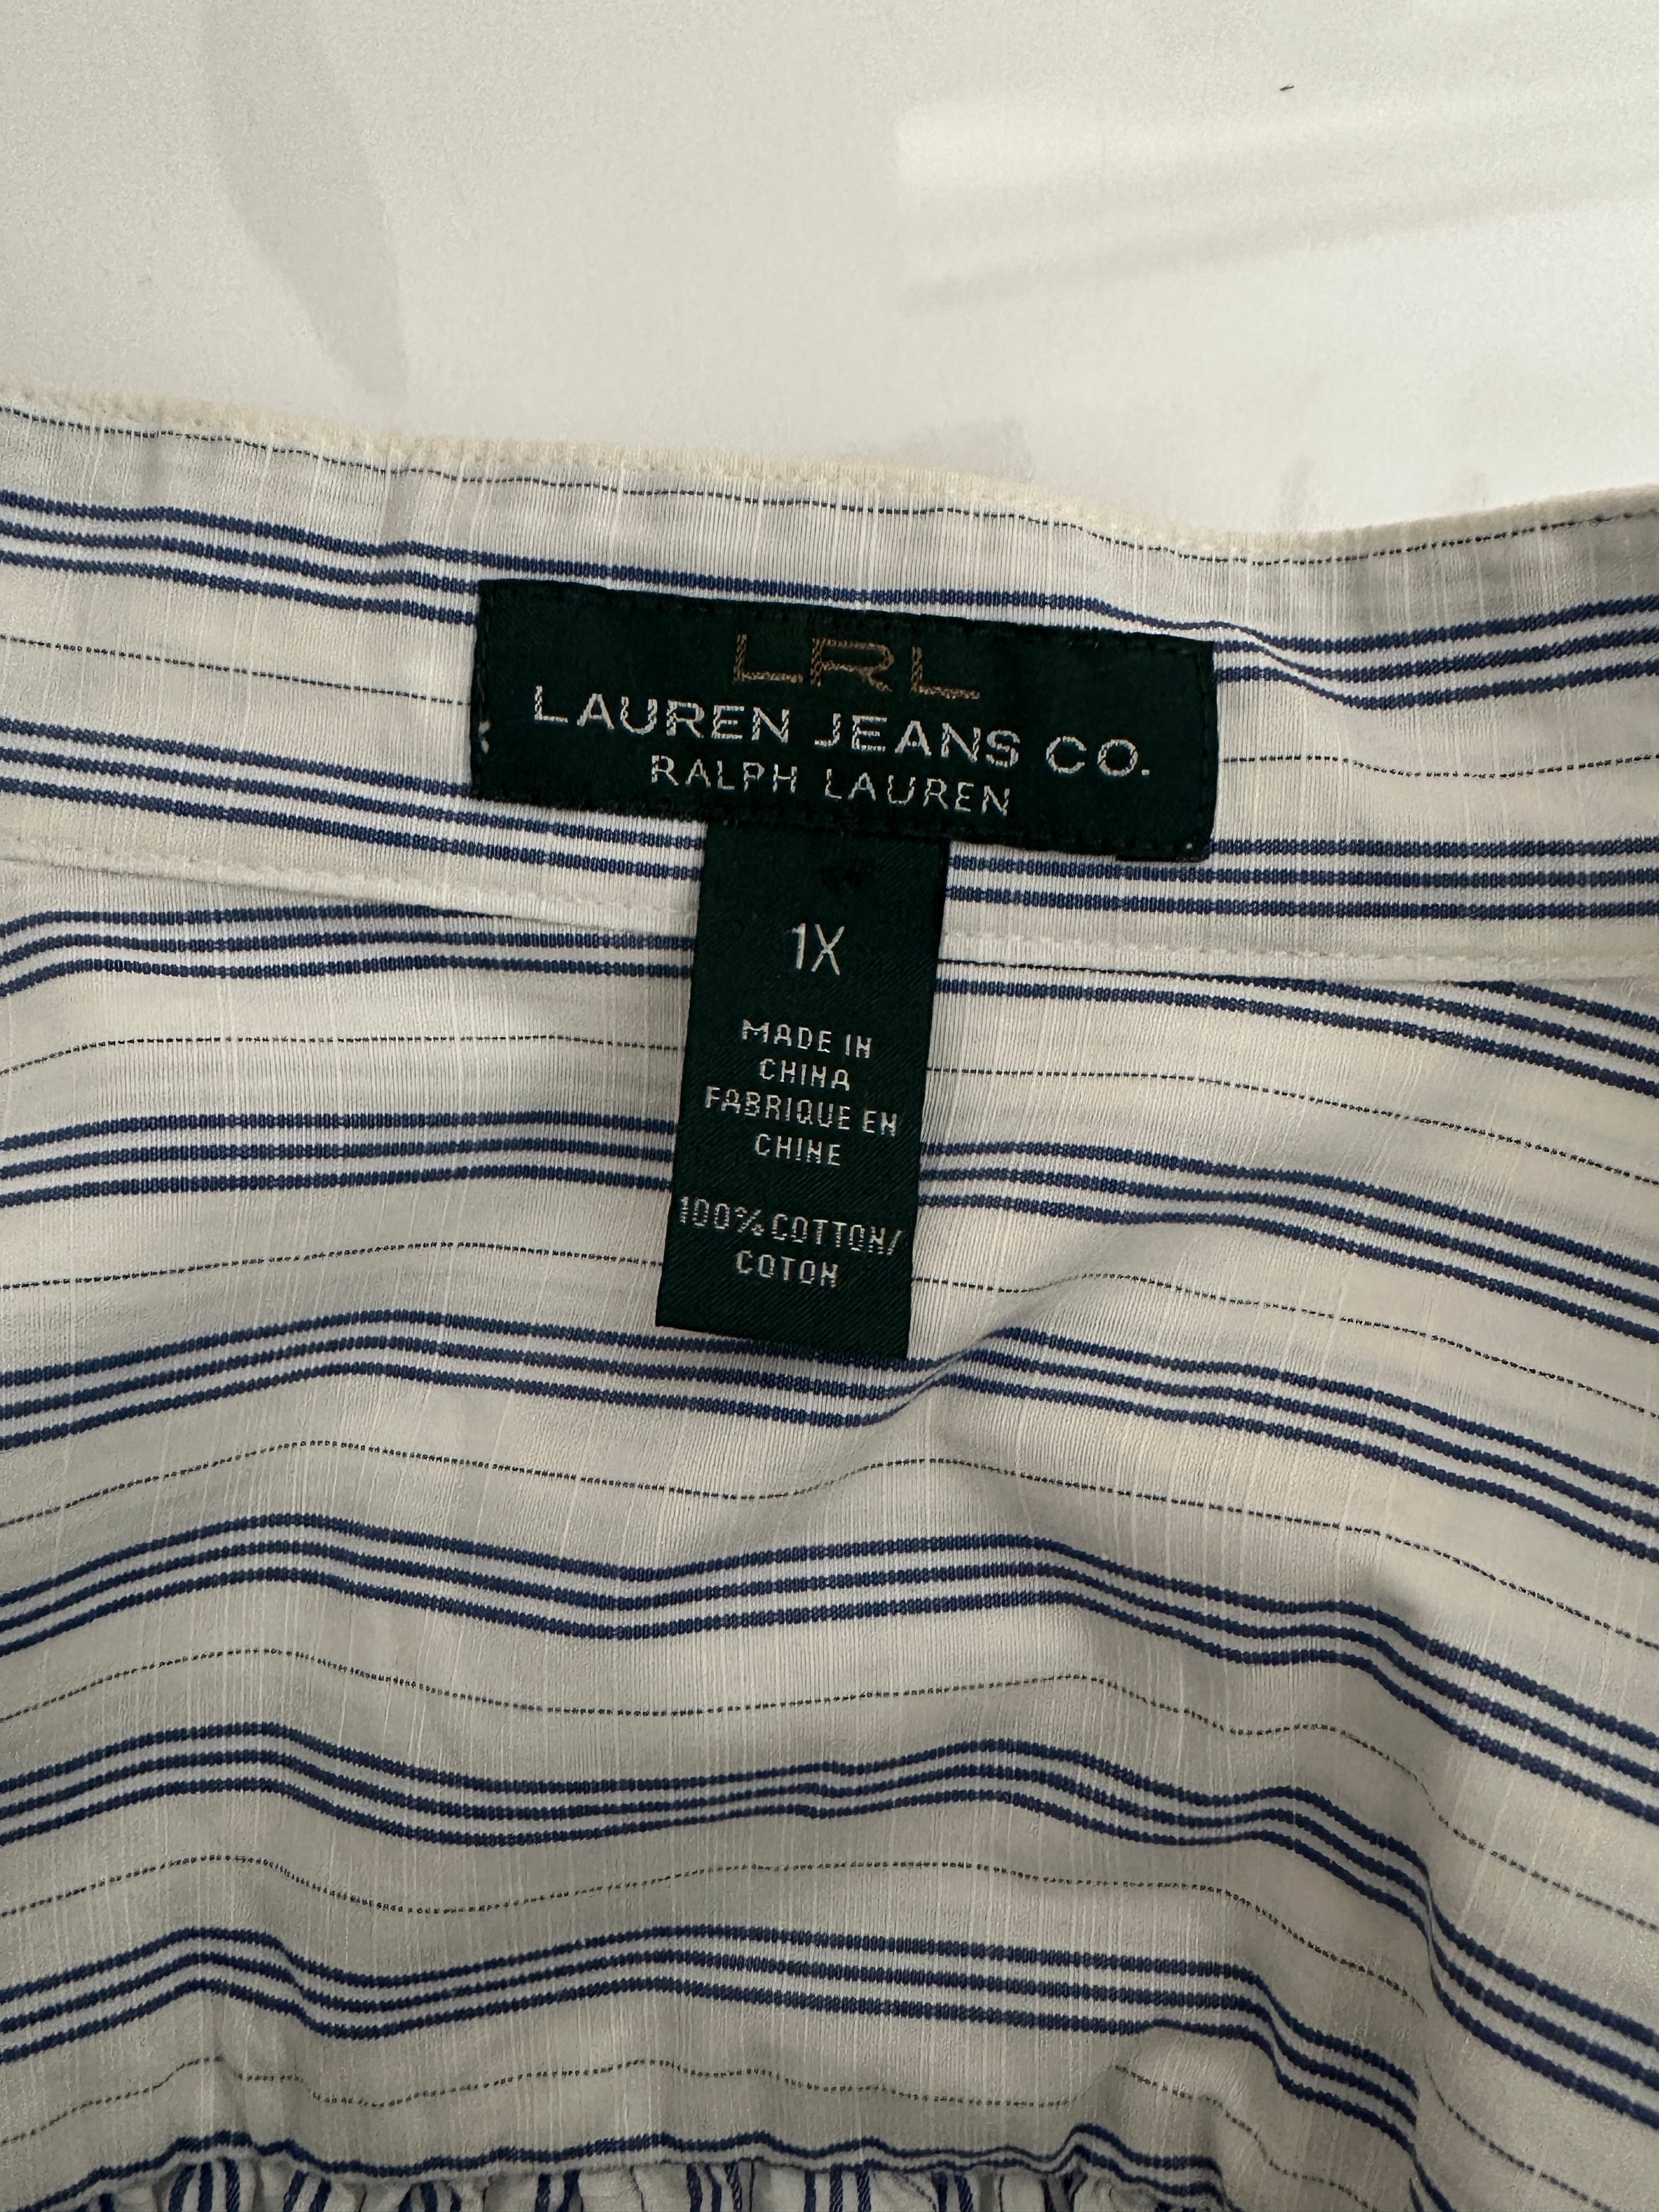 LRL
LAUREN JEANS CO.
RALPH LAUREN
1X
MADE IN
CHINA
FABRIQUE EN
CHINE
100% COTTON/
COTON